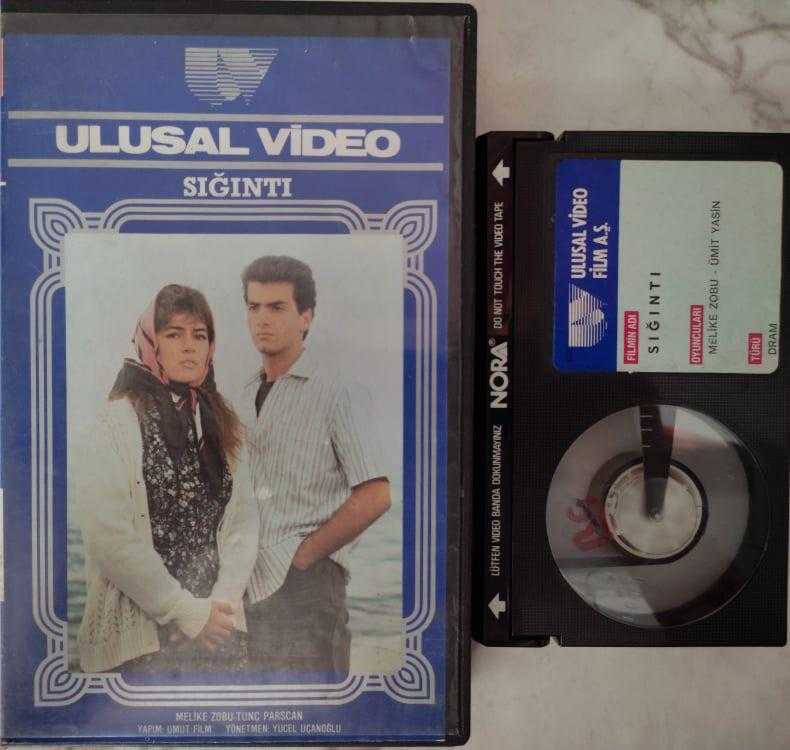 ULUSAL VİDEO
SIĞINTI
MELİKE ZOBU-TUNÇ PARSCAN
YAPIM: UMUT FİLM YÖNETMEN: YÜCEL UÇANOĞLU
LÜTFEN VIDEO BANDA DOKUNMAYINIZ NORA® DO NOT TOUCH THE VIDEO TAPE
ULUSAL VİDEO
FİLM A.Ş.
FİLMİN ADI
SIĞINTI
OYUNCULARI
MELİKE ZOBU - ÜMİT YASİN
TÜRÜ
DRAM